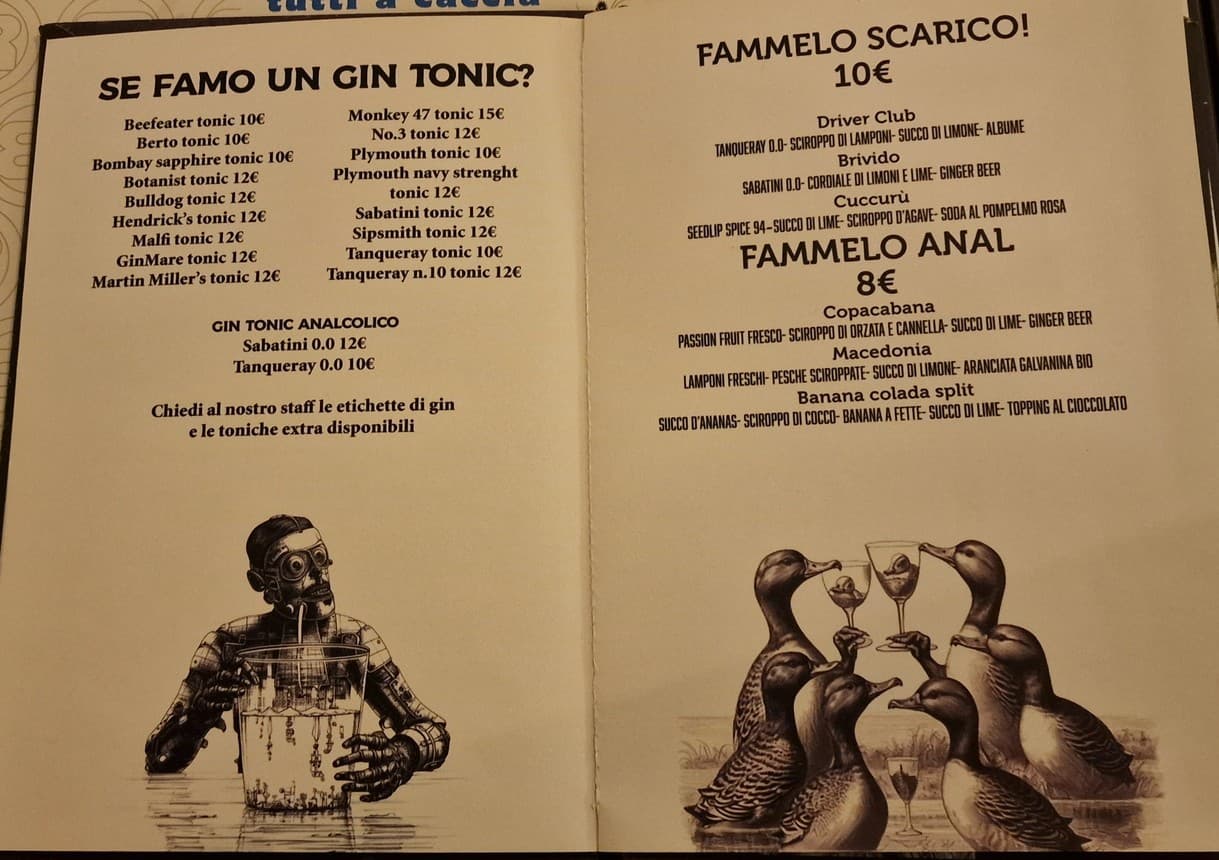 tutti a caccia
SE FAMO UN GIN TONIC?
Beefeater tonic 10€
Berto tonic 10€
Bombay sapphire tonic 10€
Botanist tonic 12€
Bulldog tonic 12€
Hendrick's tonic 12€
Malfi tonic 12€
GinMare tonic 12€
Martin Miller's tonic 12€
Monkey 47 tonic 15€
No.3 tonic 12€
Plymouth tonic 10€
Plymouth navy strenght
tonic 12€
Sabatini tonic 12€
Sipsmith tonic 12€
Tanqueray tonic 10€
Tanqueray n.10 tonic 12€
GIN TONIC ANALCOLICO
Sabatini 0.0 12€
Tanqueray 0.0 10€
Chiedi al nostro staff le etichette di gin
e le toniche extra disponibili
FAMMELO SCARICO!
10€
Driver Club
TANQUERAY 0.0- SCIROPPO DI LAMPONI- SUCCO DI LIMONE- ALBUME
Brivido
SABATINI 0.0- CORDIALE DI LIMONI E LIME- GINGER BEER
Cuccurù
SEEDLIP SPICE 94-SUCCO DI LIME- SCIROPPO D'AGAVE- SODA AL POMPELMO ROSA
FAMMELO ANAL
8€
Copacabana
PASSION FRUIT FRESCO- SCIROPPO DI ORZATA E CANNELLA- SUCCO DI LIME- GINGER BEER
Macedonia
LAMPONI FRESCHI- PESCHE SCIROPPATE- SUCCO DI LIMONE- ARANCIATA GALVANINA BIO
Banana colada split
SUCCO D'ANANAS- SCIROPPO DI COCCO- BANANA A FETTE- SUCCO DI LIME- TOPPING AL CIOCCOLATO